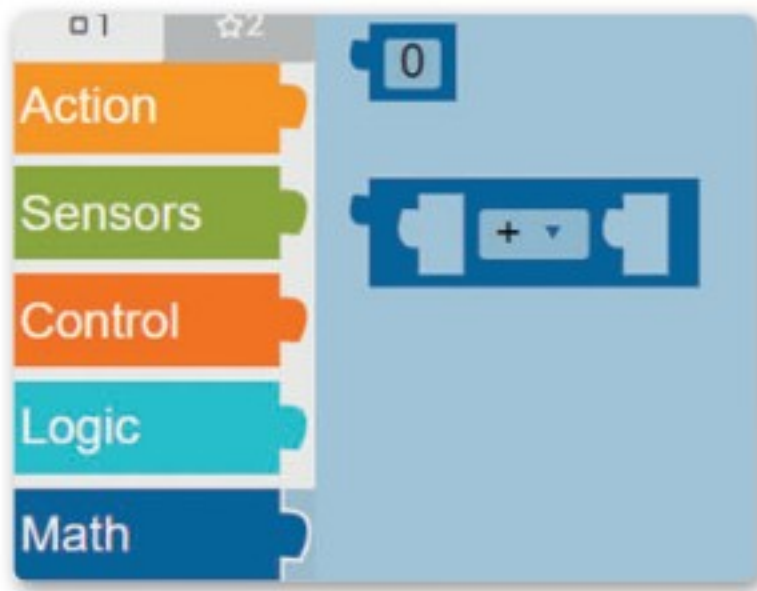 1 ☆2
Action
Sensors
Control
Logic
Math
0
+ ▼